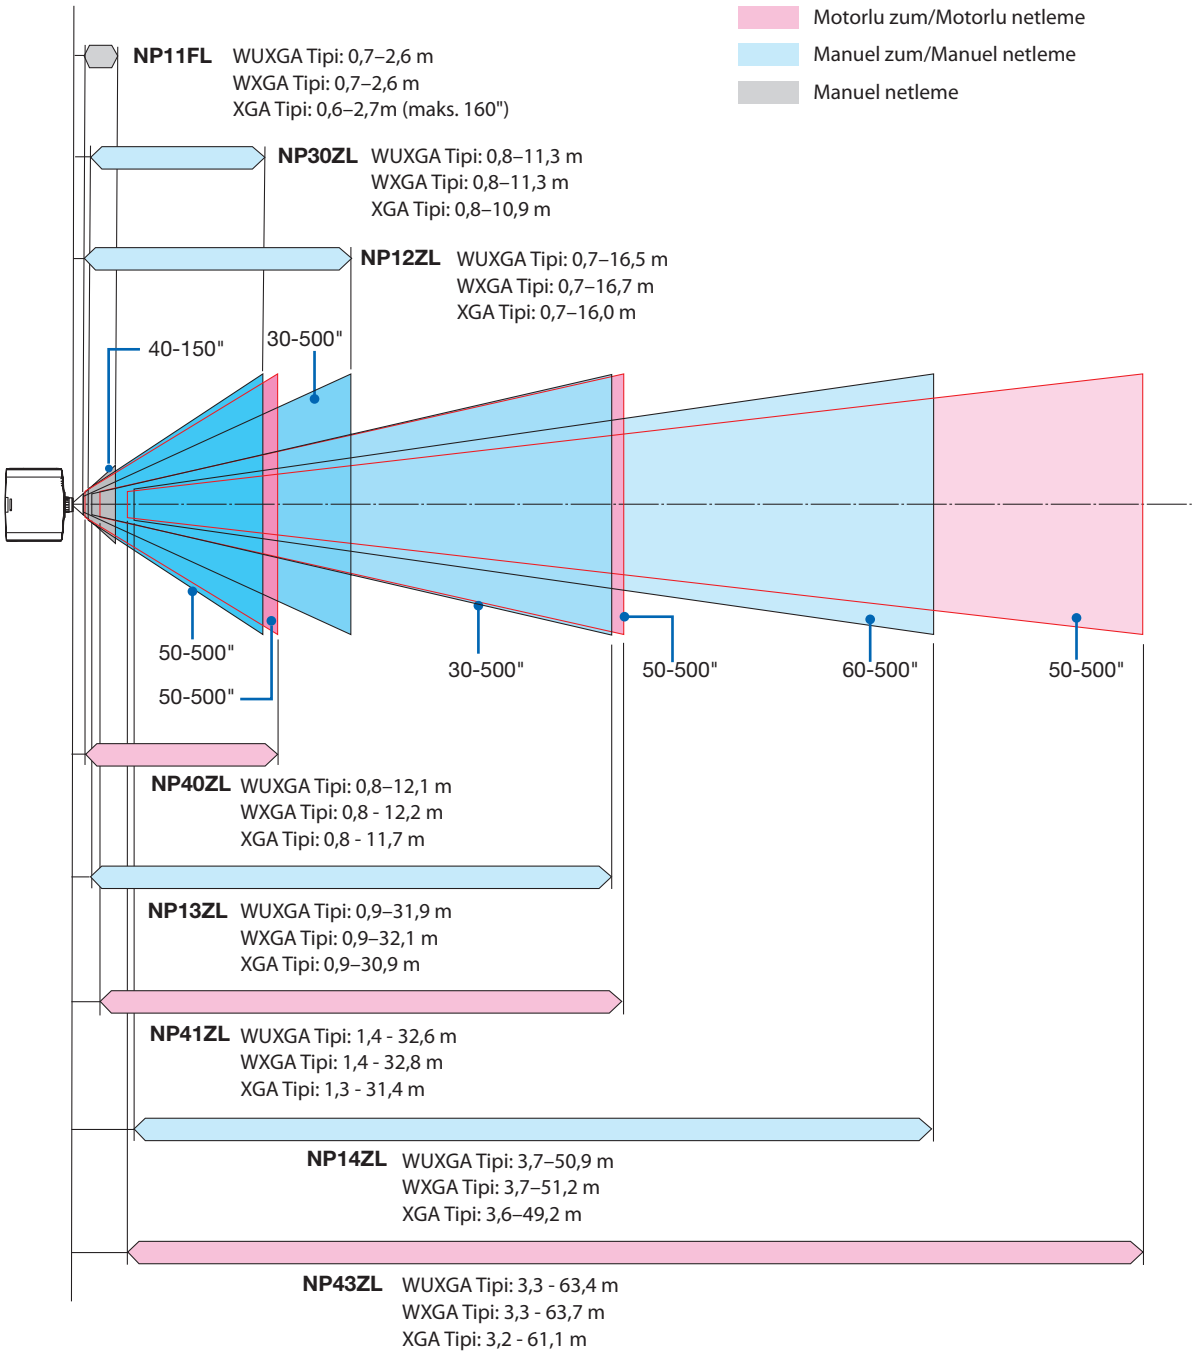 Motorlu zum/Motorlu netleme
Manuel zum/Manuel netleme
Manuel netleme
NP11FL WUXGA Tipi: 0,7–2,6 m
WXGA Tipi: 0,7–2,6 m
XGA Tipi: 0,6–2,7m (maks. 160")
NP30ZL WUXGA Tipi: 0,8–11,3 m
WXGA Tipi: 0,8–11,3 m
XGA Tipi: 0,8–10,9 m
NP12ZL WUXGA Tipi: 0,7–16,5 m
WXGA Tipi: 0,7–16,7 m
XGA Tipi: 0,7–16,0 m
40-150"
30-500"
50-500"
50-500"
30-500"
50-500"
60-500"
50-500"
NP40ZL WUXGA Tipi: 0,8–12,1 m
WXGA Tipi: 0,8 - 12,2 m
XGA Tipi: 0,8 - 11,7 m
NP13ZL WUXGA Tipi: 0,9–31,9 m
WXGA Tipi: 0,9–32,1 m
XGA Tipi: 0,9–30,9 m
NP41ZL WUXGA Tipi: 1,4 - 32,6 m
WXGA Tipi: 1,4 - 32,8 m
XGA Tipi: 1,3 - 31,4 m
NP14ZL WUXGA Tipi: 3,7–50,9 m
WXGA Tipi: 3,7–51,2 m
XGA Tipi: 3,6–49,2 m
NP43ZL WUXGA Tipi: 3,3 - 63,4 m
WXGA Tipi: 3,3 - 63,7 m
XGA Tipi: 3,2 - 61,1 m